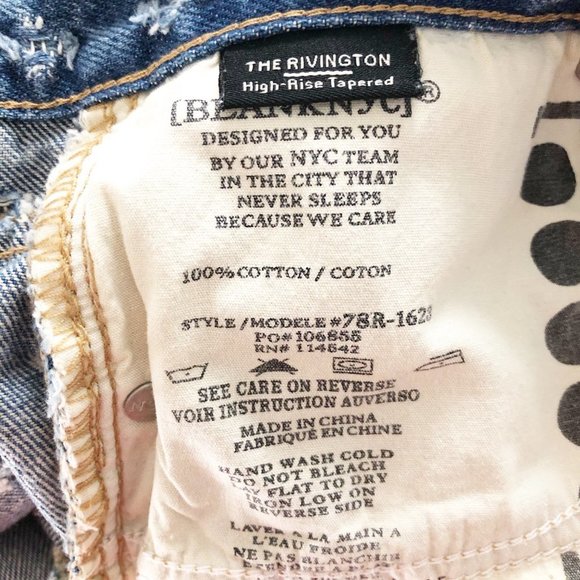 THE RIVINGTON
High-Rise Tapered
[BLANKNYC]®
DESIGNED FOR YOU
BY OUR NYC TEAM
IN THE CITY THAT
NEVER SLEEPS
BECAUSE WE CARE
100% COTTON / COTON
STYLE / MODELE #78R-1628
PO# 106855
RN# 114542
SEE CARE ON REVERSE
VOIR INSTRUCTION AUVERSO
MADE IN CHINA
FABRIQUÉ EN CHINE
HAND WASH COLD
DO NOT BLEACH
FLAT TO DRY
IRON LOW ON
REVERSE SIDE
LAVER A LA MAIN A
L'EAU FROIDE
NE PAS BLANCHIR